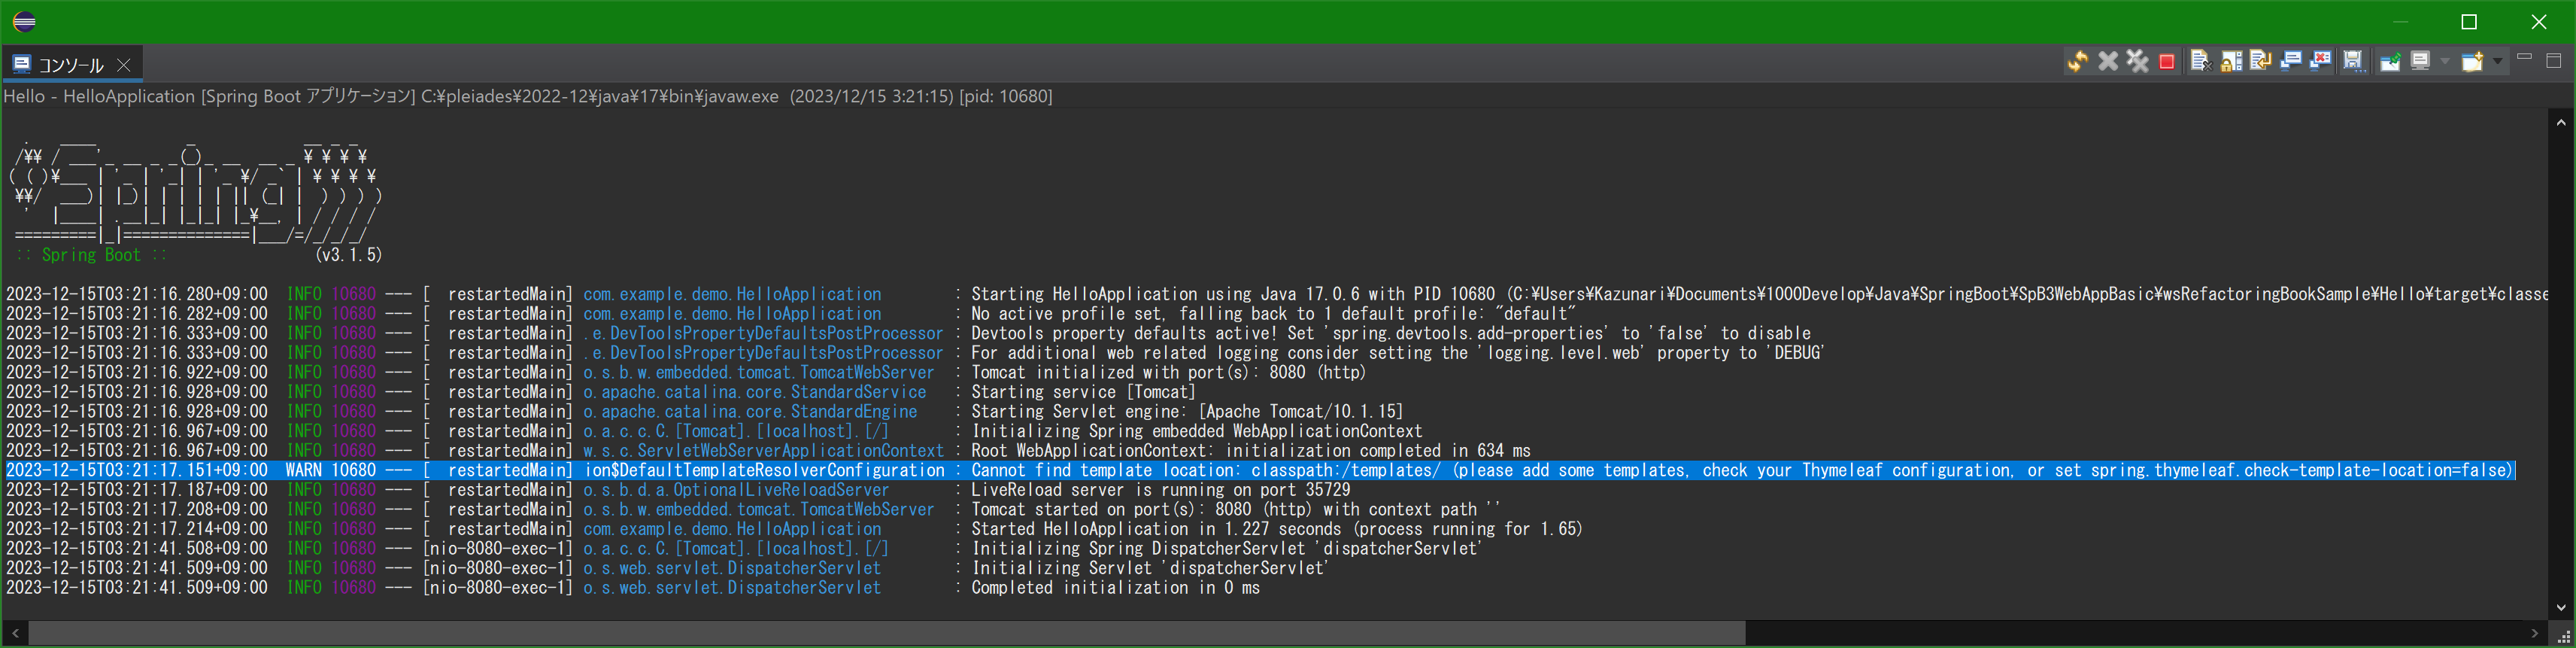 コンソール
Hello - HelloApplication [Spring Boot アプリケーション] C:¥pleiades¥2022-12¥java¥17¥bin¥javaw.exe (2023/12/15 3:21:15) [pid: 10680]
  .   ____          _            __ _ _
 /¥¥ / ___'_ __ _ _(_)_ __  __ _ ¥ ¥ ¥ ¥
( ( )¥___ | '_ | '_| | '_ ¥/ _` | ¥ ¥ ¥ ¥
 ¥¥/  ___)| |_)| | | | | || (_| |  ) ) ) )
  '  |____| .__|_| |_|_| |_¥__, | / / / /
 =========|_|==============|___/=/_/_/_/
 :: Spring Boot ::                (v3.1.5)
2023-12-15T03:21:16.280+09:00  INFO 10680 --- [  restartedMain] com.example.demo.HelloApplication        : Starting HelloApplication using Java 17.0.6 with PID 10680 (C:¥Users¥Kazunari¥Documents¥1000Develop¥Java¥SpringBoot¥SpB3WebAppBasic¥wsRefactoringBookSample¥Hello¥target¥classe
2023-12-15T03:21:16.282+09:00  INFO 10680 --- [  restartedMain] com.example.demo.HelloApplication        : No active profile set, falling back to 1 default profile: "default"
2023-12-15T03:21:16.333+09:00  INFO 10680 --- [  restartedMain] .e.DevToolsPropertyDefaultsPostProcessor : Devtools property defaults active! Set 'spring.devtools.add-properties' to 'false' to disable
2023-12-15T03:21:16.333+09:00  INFO 10680 --- [  restartedMain] .e.DevToolsPropertyDefaultsPostProcessor : For additional web related logging consider setting the 'logging.level.web' property to 'DEBUG'
2023-12-15T03:21:16.922+09:00  INFO 10680 --- [  restartedMain] o.s.b.w.embedded.tomcat.TomcatWebServer  : Tomcat initialized with port(s): 8080 (http)
2023-12-15T03:21:16.928+09:00  INFO 10680 --- [  restartedMain] o.apache.catalina.core.StandardService   : Starting service [Tomcat]
2023-12-15T03:21:16.928+09:00  INFO 10680 --- [  restartedMain] o.apache.catalina.core.StandardEngine    : Starting Servlet engine: [Apache Tomcat/10.1.15]
2023-12-15T03:21:16.967+09:00  INFO 10680 --- [  restartedMain] o.a.c.c.C.[Tomcat].[localhost].[/]       : Initializing Spring embedded WebApplicationContext
2023-12-15T03:21:16.967+09:00  INFO 10680 --- [  restartedMain] w.s.c.ServletWebServerApplicationContext : Root WebApplicationContext: initialization completed in 634 ms
2023-12-15T03:21:17.151+09:00  WARN 10680 --- [  restartedMain] ion$DefaultTemplateResolverConfiguration : Cannot find template location: classpath:/templates/ (please add some templates, check your Thymeleaf configuration, or set spring.thymeleaf.check-template-location=false)
2023-12-15T03:21:17.187+09:00  INFO 10680 --- [  restartedMain] o.s.b.d.a.OptionalLiveReloadServer       : LiveReload server is running on port 35729
2023-12-15T03:21:17.208+09:00  INFO 10680 --- [  restartedMain] o.s.b.w.embedded.tomcat.TomcatWebServer  : Tomcat started on port(s): 8080 (http) with context path ''
2023-12-15T03:21:17.214+09:00  INFO 10680 --- [  restartedMain] com.example.demo.HelloApplication        : Started HelloApplication in 1.227 seconds (process running for 1.65)
2023-12-15T03:21:41.508+09:00  INFO 10680 --- [nio-8080-exec-1] o.a.c.c.C.[Tomcat].[localhost].[/]       : Initializing Spring DispatcherServlet 'dispatcherServlet'
2023-12-15T03:21:41.509+09:00  INFO 10680 --- [nio-8080-exec-1] o.s.web.servlet.DispatcherServlet        : Initializing Servlet 'dispatcherServlet'
2023-12-15T03:21:41.509+09:00  INFO 10680 --- [nio-8080-exec-1] o.s.web.servlet.DispatcherServlet        : Completed initialization in 0 ms